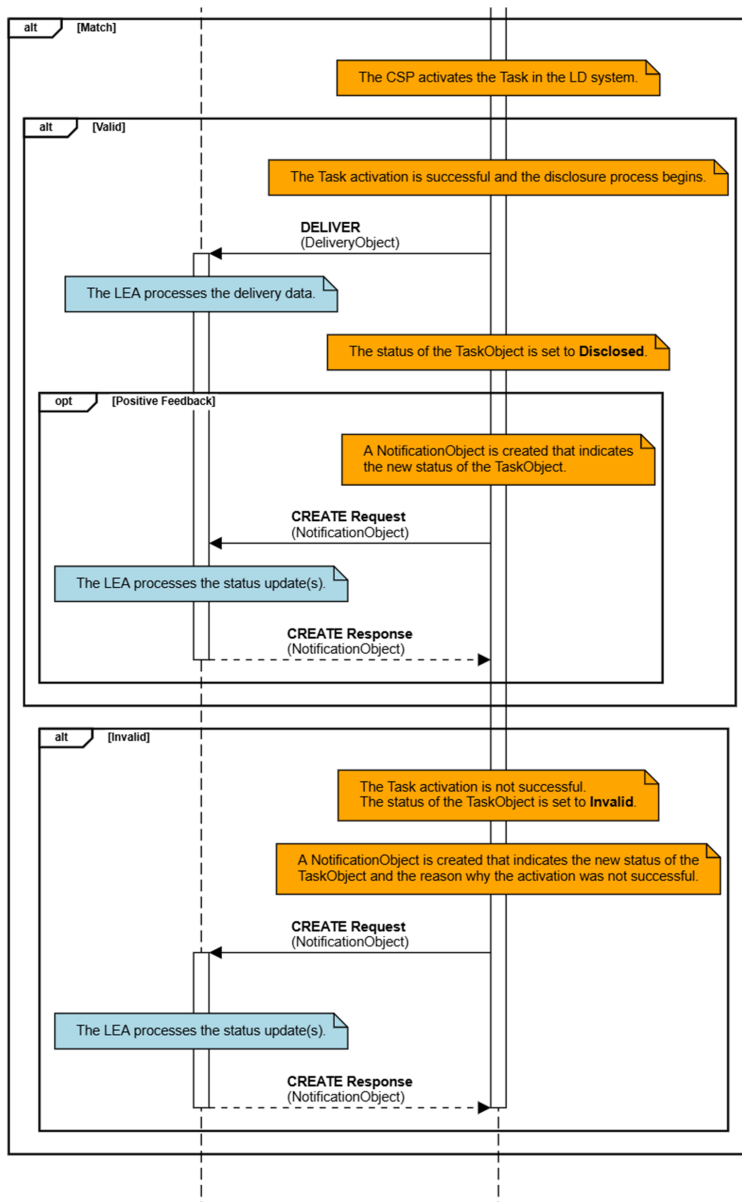 alt [Match]
The CSP activates the Task in the LD system.
alt [Valid]
The Task activation is successful and the disclosure process begins.
DELIVER
(DeliveryObject)
The LEA processes the delivery data.
The status of the TaskObject is set to Disclosed.
opt [Positive Feedback]
A NotificationObject is created that indicates
the new status of the TaskObject.
CREATE Request
(NotificationObject)
The LEA processes the status update(s).
CREATE Response
(NotificationObject)
alt [Invalid]
The Task activation is not successful.
The status of the TaskObject is set to Invalid.
A NotificationObject is created that indicates the new status of the
TaskObject and the reason why the activation was not successful.
CREATE Request
(NotificationObject)
The LEA processes the status update(s).
CREATE Response
(NotificationObject)